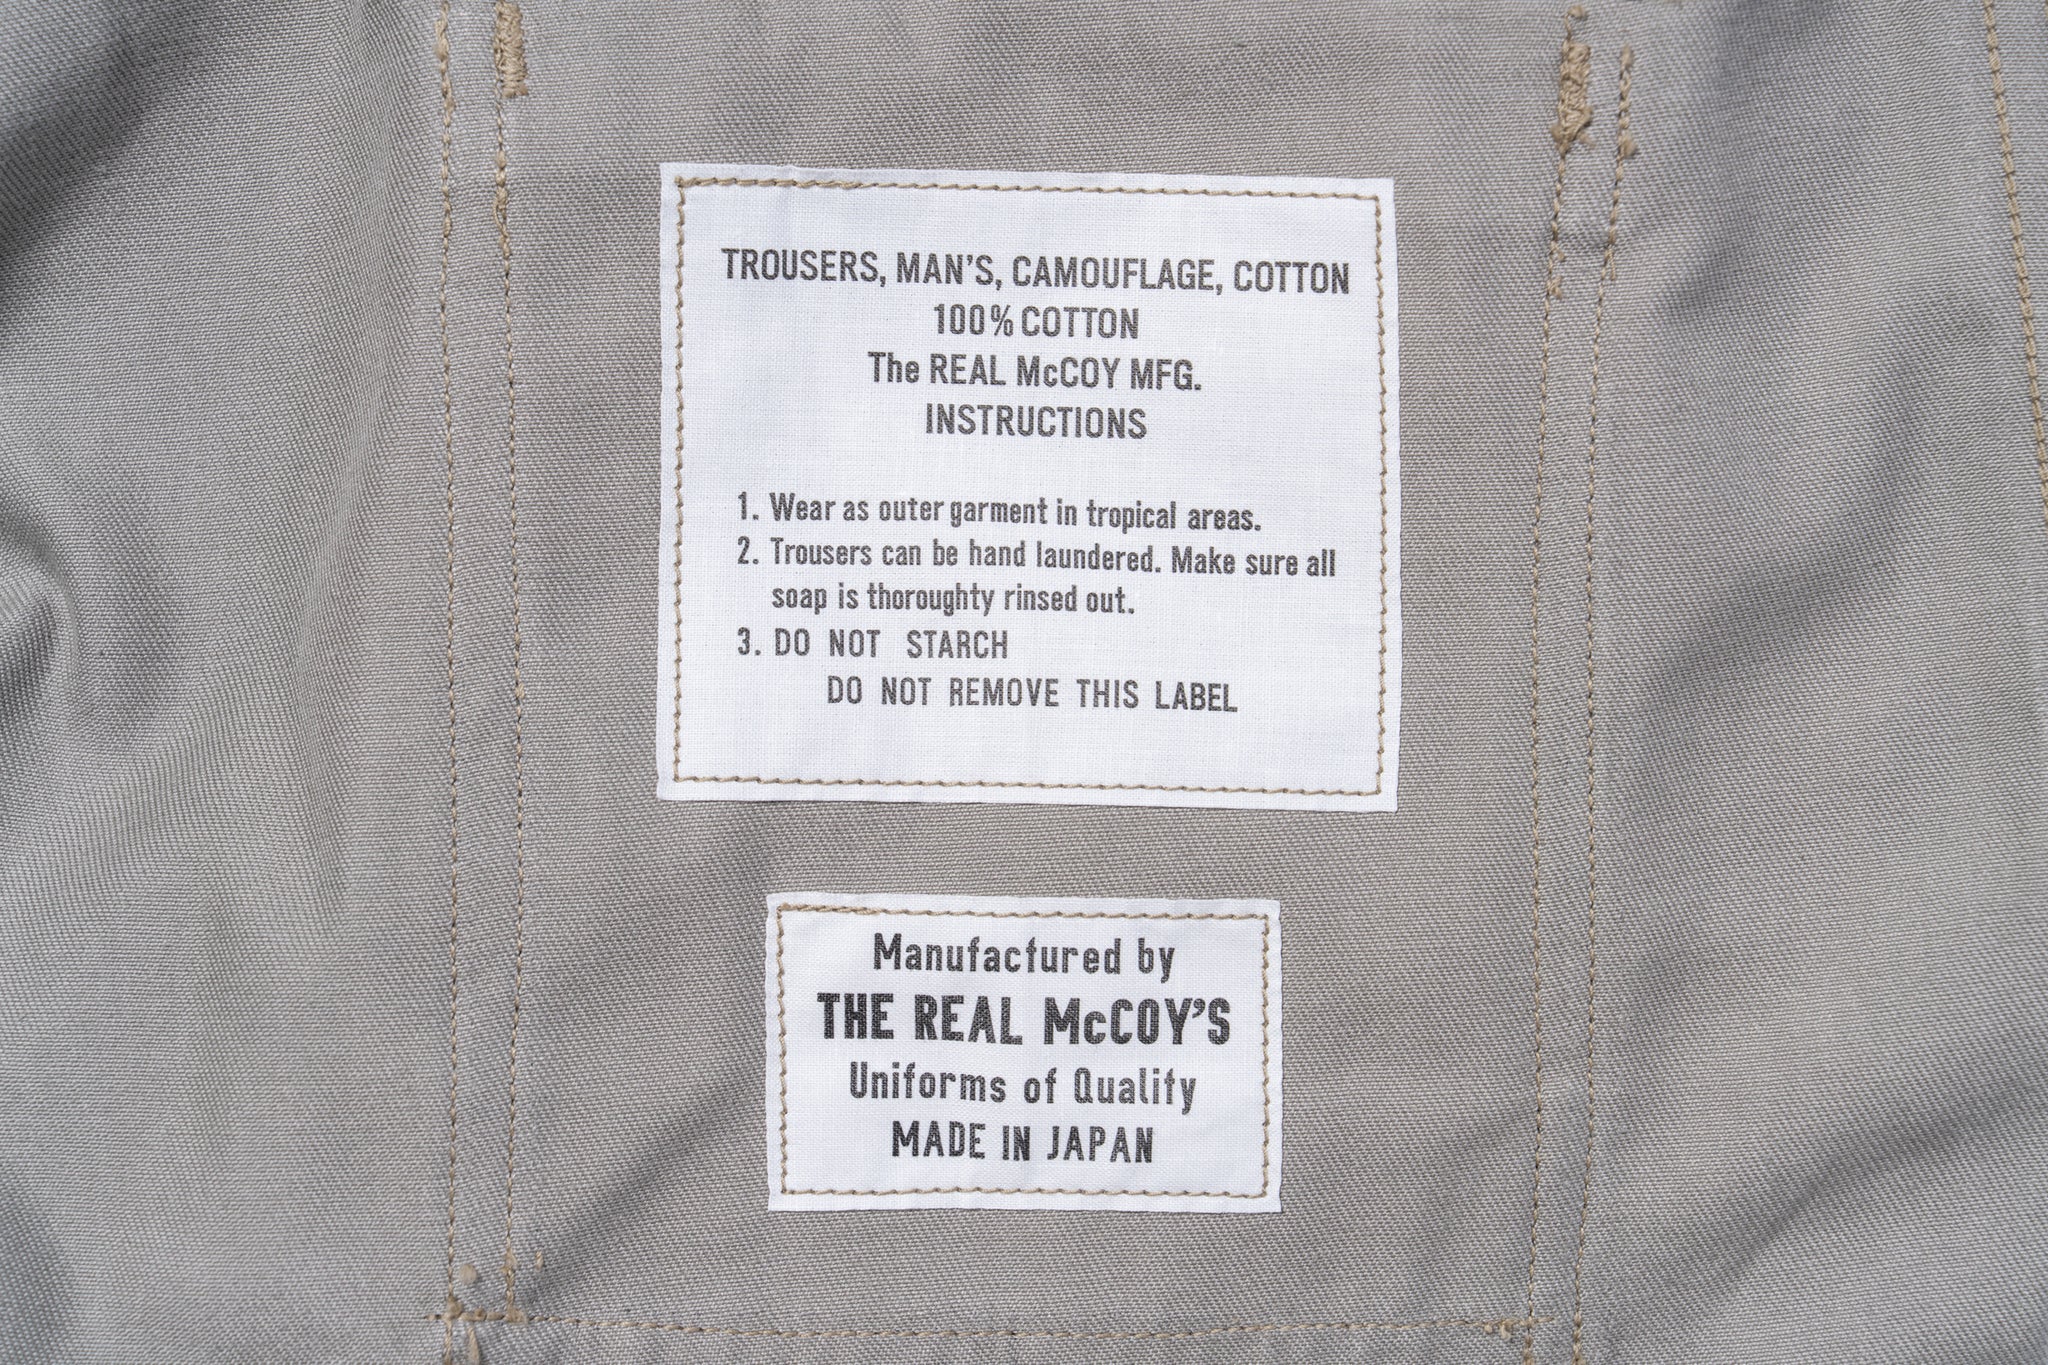 TROUSERS, MAN'S, CAMOUFLAGE, COTTON
100% COTTON
The REAL McCOY MFG.
INSTRUCTIONS
1. Wear as outer garment in tropical areas.
2. Trousers can be hand laundered. Make sure all
soap is thoroughty rinsed out.
3. DO NOT STARCH
DO NOT REMOVE THIS LABEL
Manufactured by
THE REAL McCOY'S
Uniforms of Quality
MADE IN JAPAN